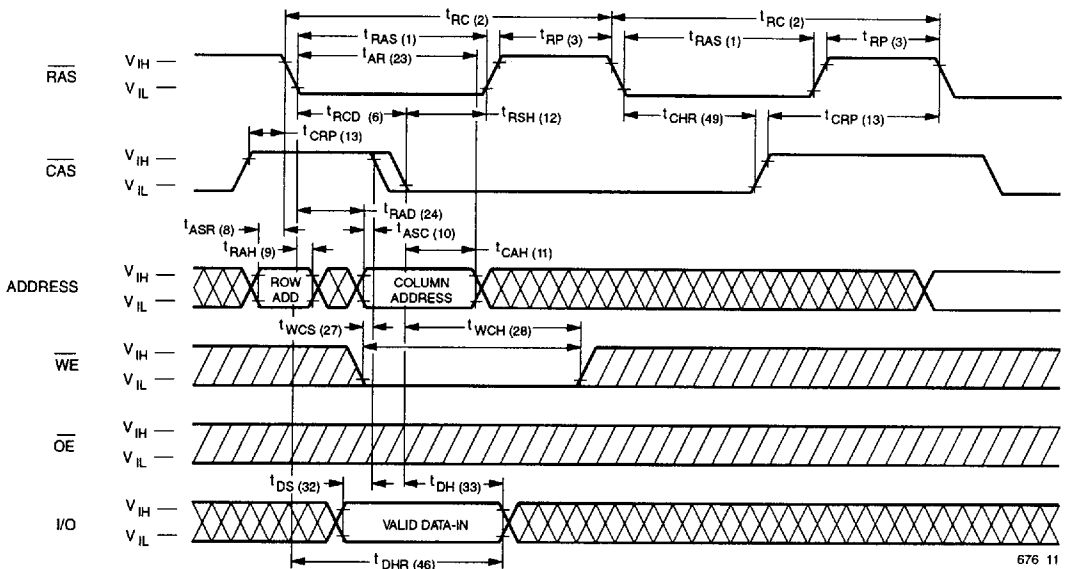 tRC (2) tRC (2)
tRAS (1) tRP (3) tRAS (1) tRP (3)
tAR (23)
RAS VIH VIL
tRCD (6) tRSH (12) tCHR (49) tCRP (13)
tCRP (13)
CAS VIH VIL
tRAD (24)
tASR (8) tASC (10)
tRAH (9) tCAH (11)
ADDRESS VIH VIL ROW ADD COLUMN ADDRESS
tWCS (27) tWCH (28)
WE VIH VIL
OE VIH VIL
tDS (32) tDH (33)
I/O VIH VIL VALID DATA-IN
tDHR (46)
676 11